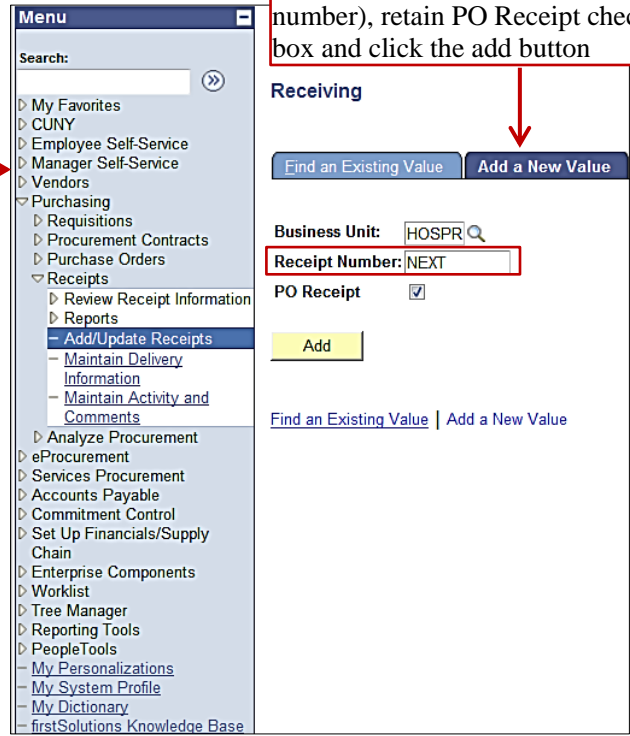 Menu
Search:
My Favorites
CUNY
Employee Self-Service
Manager Self-Service
Vendors
Purchasing
Requisitions
Procurement Contracts
Purchase Orders
Receipts
Review Receipt Information
Reports
Add/Update Receipts
Maintain Delivery
Information
Maintain Activity and
Comments
Analyze Procurement
eProcurement
Services Procurement
Accounts Payable
Commitment Control
Set Up Financials/Supply
Chain
Enterprise Components
Worklist
Tree Manager
Reporting Tools
PeopleTools
My Personalizations
My System Profile
My Dictionary
firstSolutions Knowledge Base
number), retain PO Receipt chec
box and click the add button
Receiving
Find an Existing Value Add a New Value
Business Unit: HOSPR
Receipt Number: NEXT
PO Receipt
Add
Find an Existing Value | Add a New Value